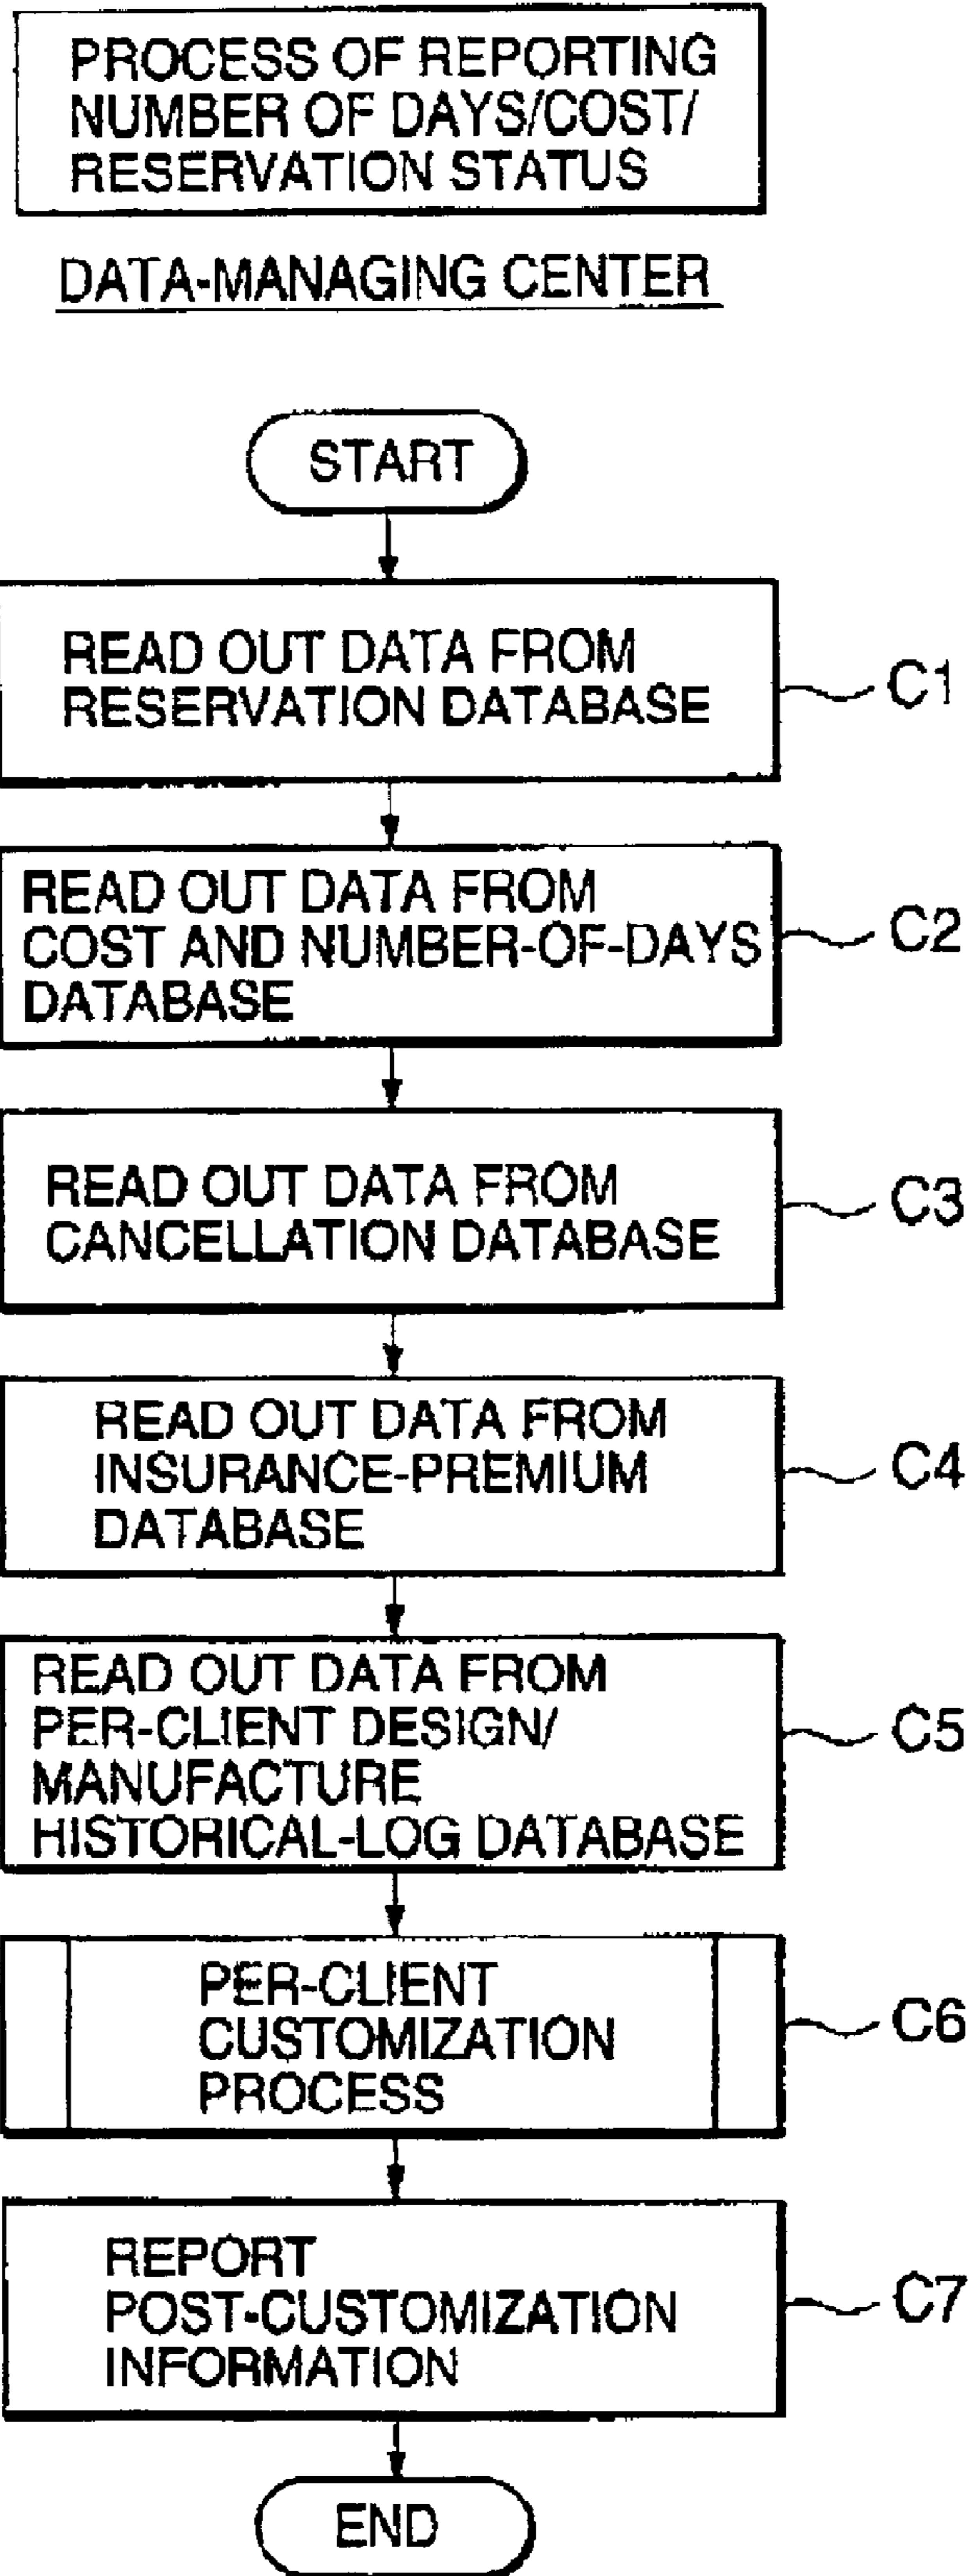 PROCESS OF REPORTING
NUMBER OF DAYS/COST/
RESERVATION STATUS
DATA-MANAGING CENTER
START
READ OUT DATA FROM
RESERVATION DATABASE
C1
READ OUT DATA FROM
COST AND NUMBER-OF-DAYS
DATABASE
C2
READ OUT DATA FROM
CANCELLATION DATABASE
C3
READ OUT DATA FROM
INSURANCE-PREMIUM
DATABASE
C4
READ OUT DATA FROM
PER-CLIENT DESIGN/
MANUFACTURE
HISTORICAL-LOG DATABASE
C5
PER-CLIENT
CUSTOMIZATION
PROCESS
C6
REPORT
POST-CUSTOMIZATION
INFORMATION
C7
END